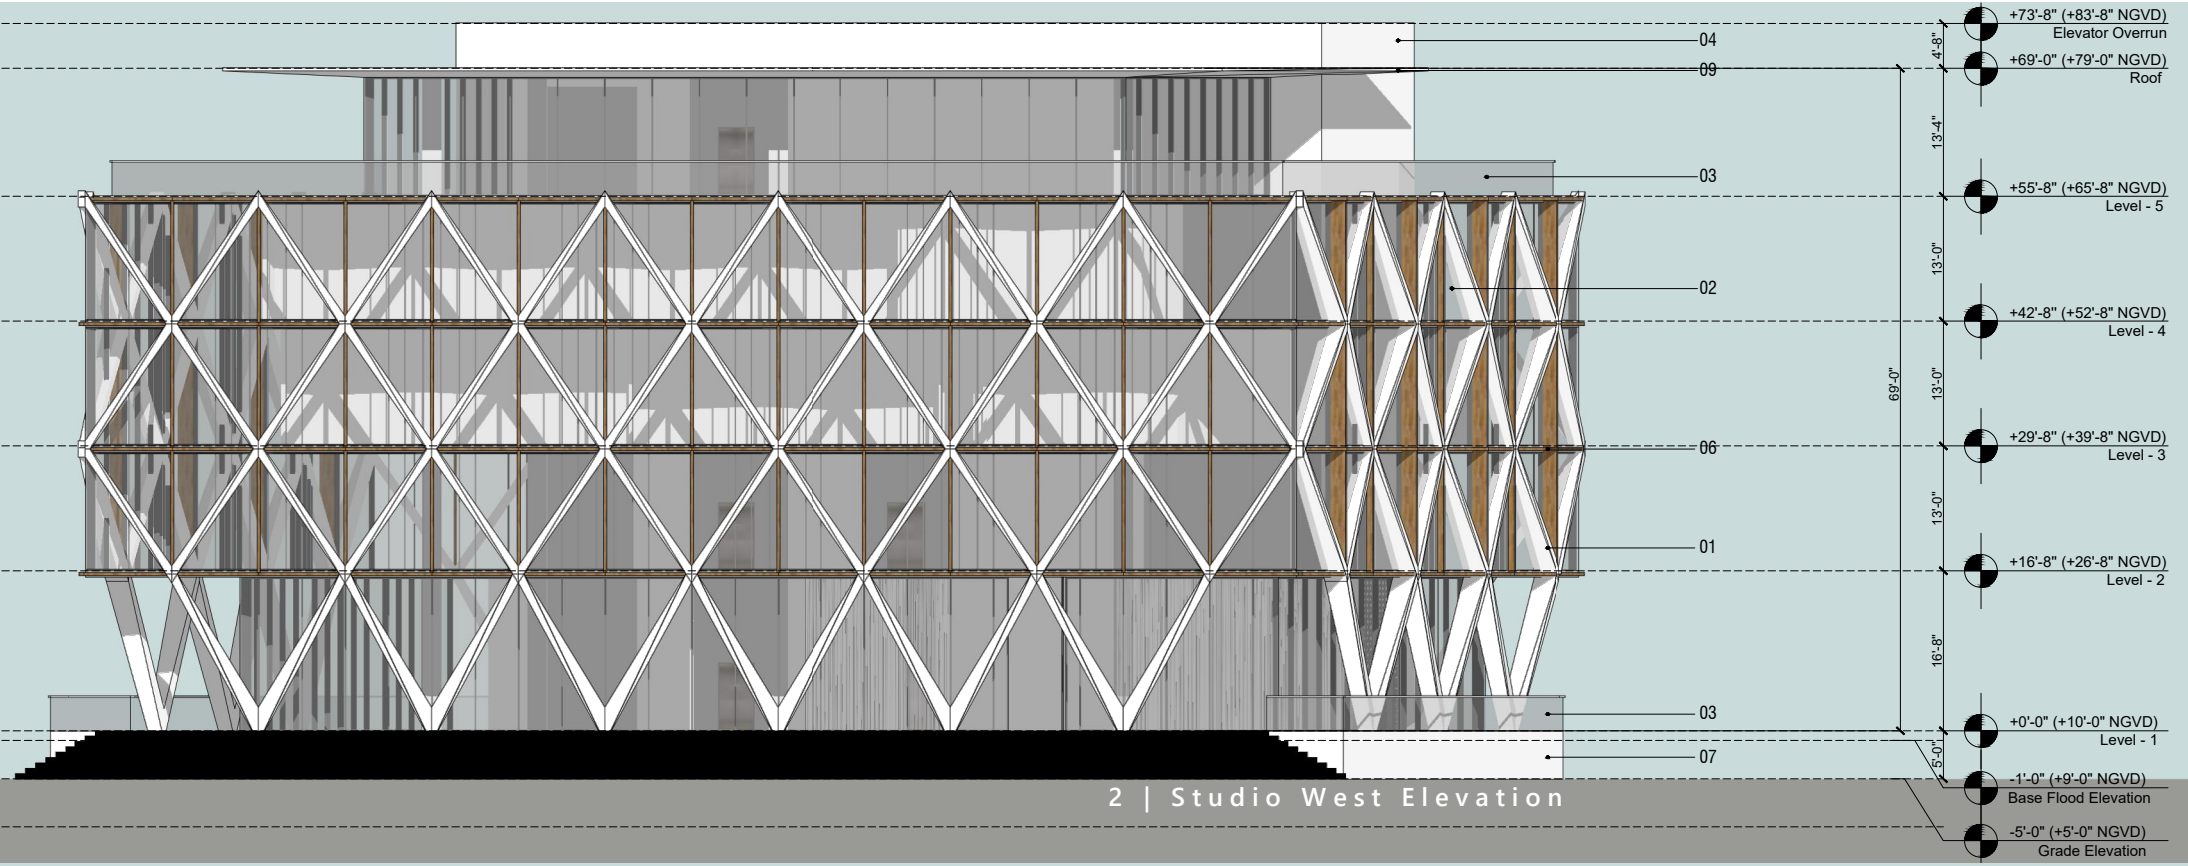 +73'-8" (+83'-8" NGVD)
Elevator Overrun
04
4'-8"
+69'-0" (+79'-0" NGVD)
Roof
09
13'-4"
03
+55'-8" (+65'-8" NGVD)
Level - 5
13'-0"
02
+42'-8" (+52'-8" NGVD)
Level - 4
69'-0"
13'-0"
06
+29'-8" (+39'-8" NGVD)
Level - 3
13'-0"
01
+16'-8" (+26'-8" NGVD)
Level - 2
16'-8"
03
+0'-0" (+10'-0" NGVD)
Level - 1
07
5'-0"
-1'-0" (+9'-0" NGVD)
Base Flood Elevation
2 | Studio West Elevation
-5'-0" (+5'-0" NGVD)
Grade Elevation